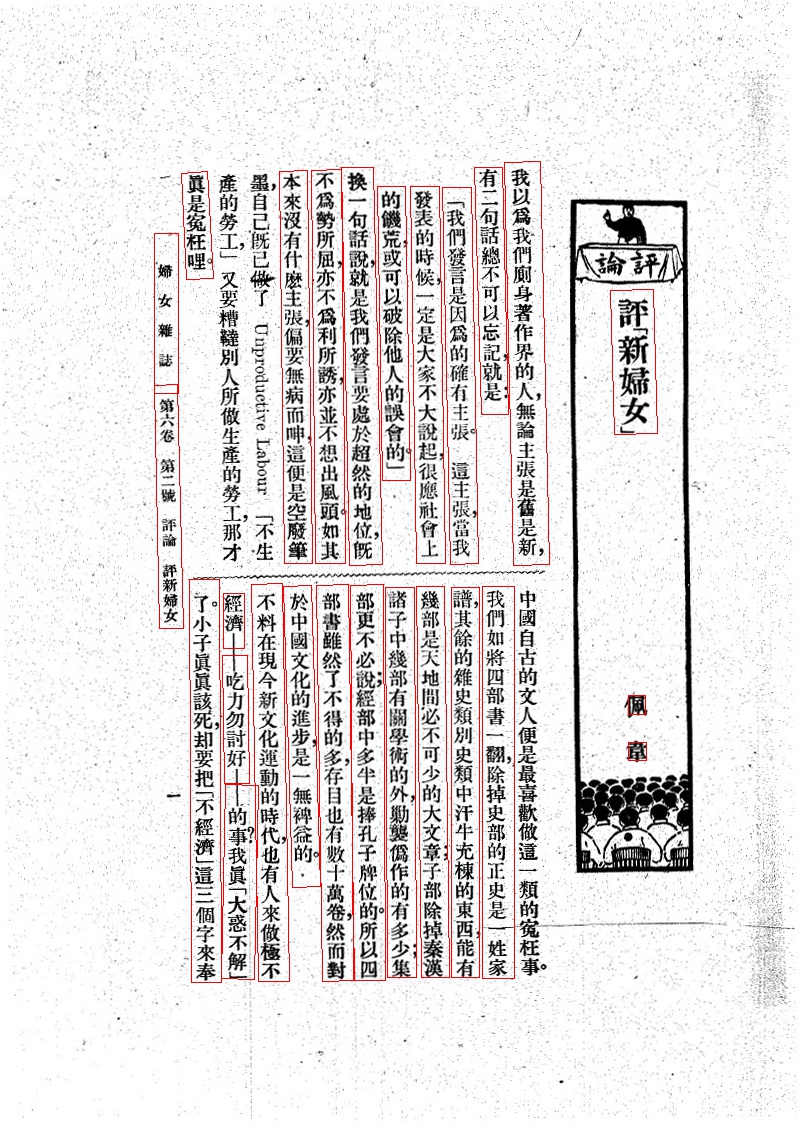 評論
評「新婦女」
佩 章
我以爲我們廁身著作界的人，無論主張是舊是新，
有二句話總不可以忘記，就是：
「我們發言是因爲的確有主張。這主張，當我
發表的時候一定是大家不大說起，很應社會上
的饑荒，或可以破除他人的誤會的。」
換一句話說，就是我們發言要處於超然的地位，既
不爲勢所屈，亦不爲利所誘，亦並不想出風頭。如其
本來沒有什麽主張，偏要無病而呻，這便是空廢筆
墨，自己既已做了 Unproductive Labour 「不生
產的勞工」又要糟韃別人所做生產的勞工，那才
眞是冤枉哩。
中國自古的文人便是最喜歡做這一類的冤枉事。
我們如將四部書一翻，除掉史部的正史是一姓家
譜，其餘的雜史類別史類中汗牛充棟的東西，能有
幾部是天地間必不可少的大文章；子部除掉秦漢
諸子中幾部有關學術的外，勦襲僞作的有多少；集
部更不必說；經部中多半是捧孔子牌位的。所以四
部書雖然了不得的多，存目也有數十萬卷，然而對
於中國文化的進步，是一無裨益的。
不料在現今新文化運動的時代，也有人來做極不
經濟——吃力勿討好——的事？我眞「大惑不解」
了。小子眞眞該死，却要把「不經濟」這三個字來奉
婦女雜誌 第六卷 第二號 評論 評新婦女
一